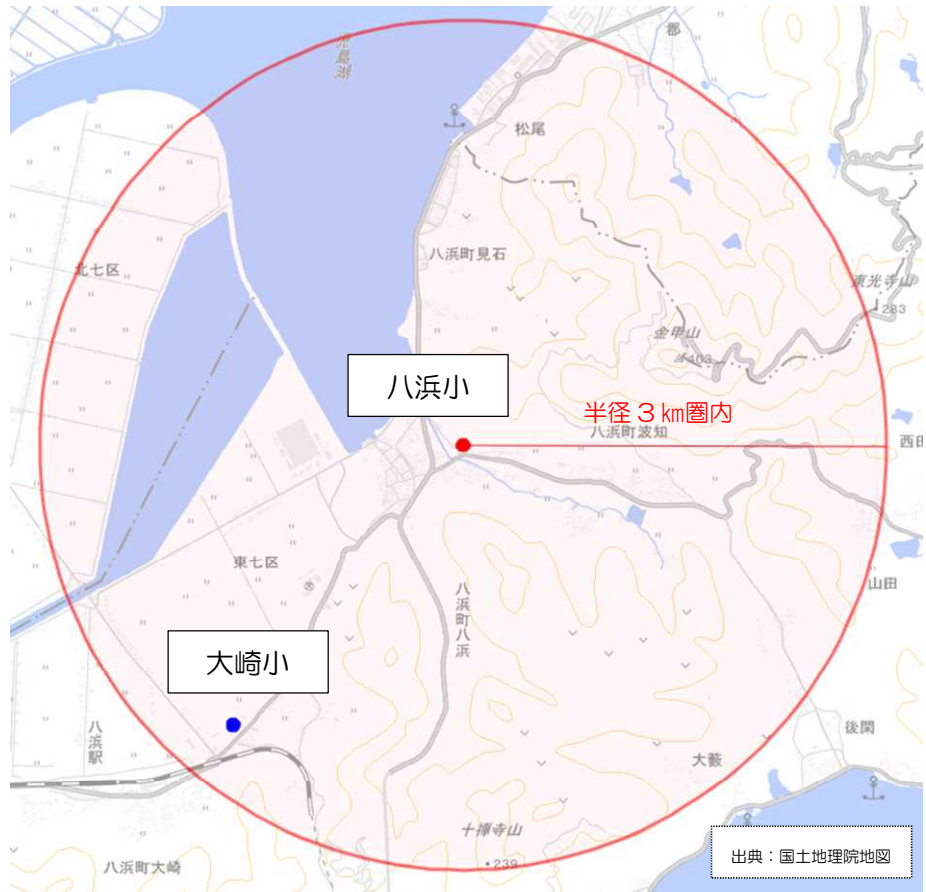 児島湖
郡
松尾
八浜町見石
北七区
東光寺山
283
金甲山
403
八浜小
半径３㎞圏内
八浜町波知
西田
東七区
山田
八浜町八浜
大崎小
八浜駅
後閑
大藪
十禅寺山
239
八浜町大崎
出典：国土地理院地図